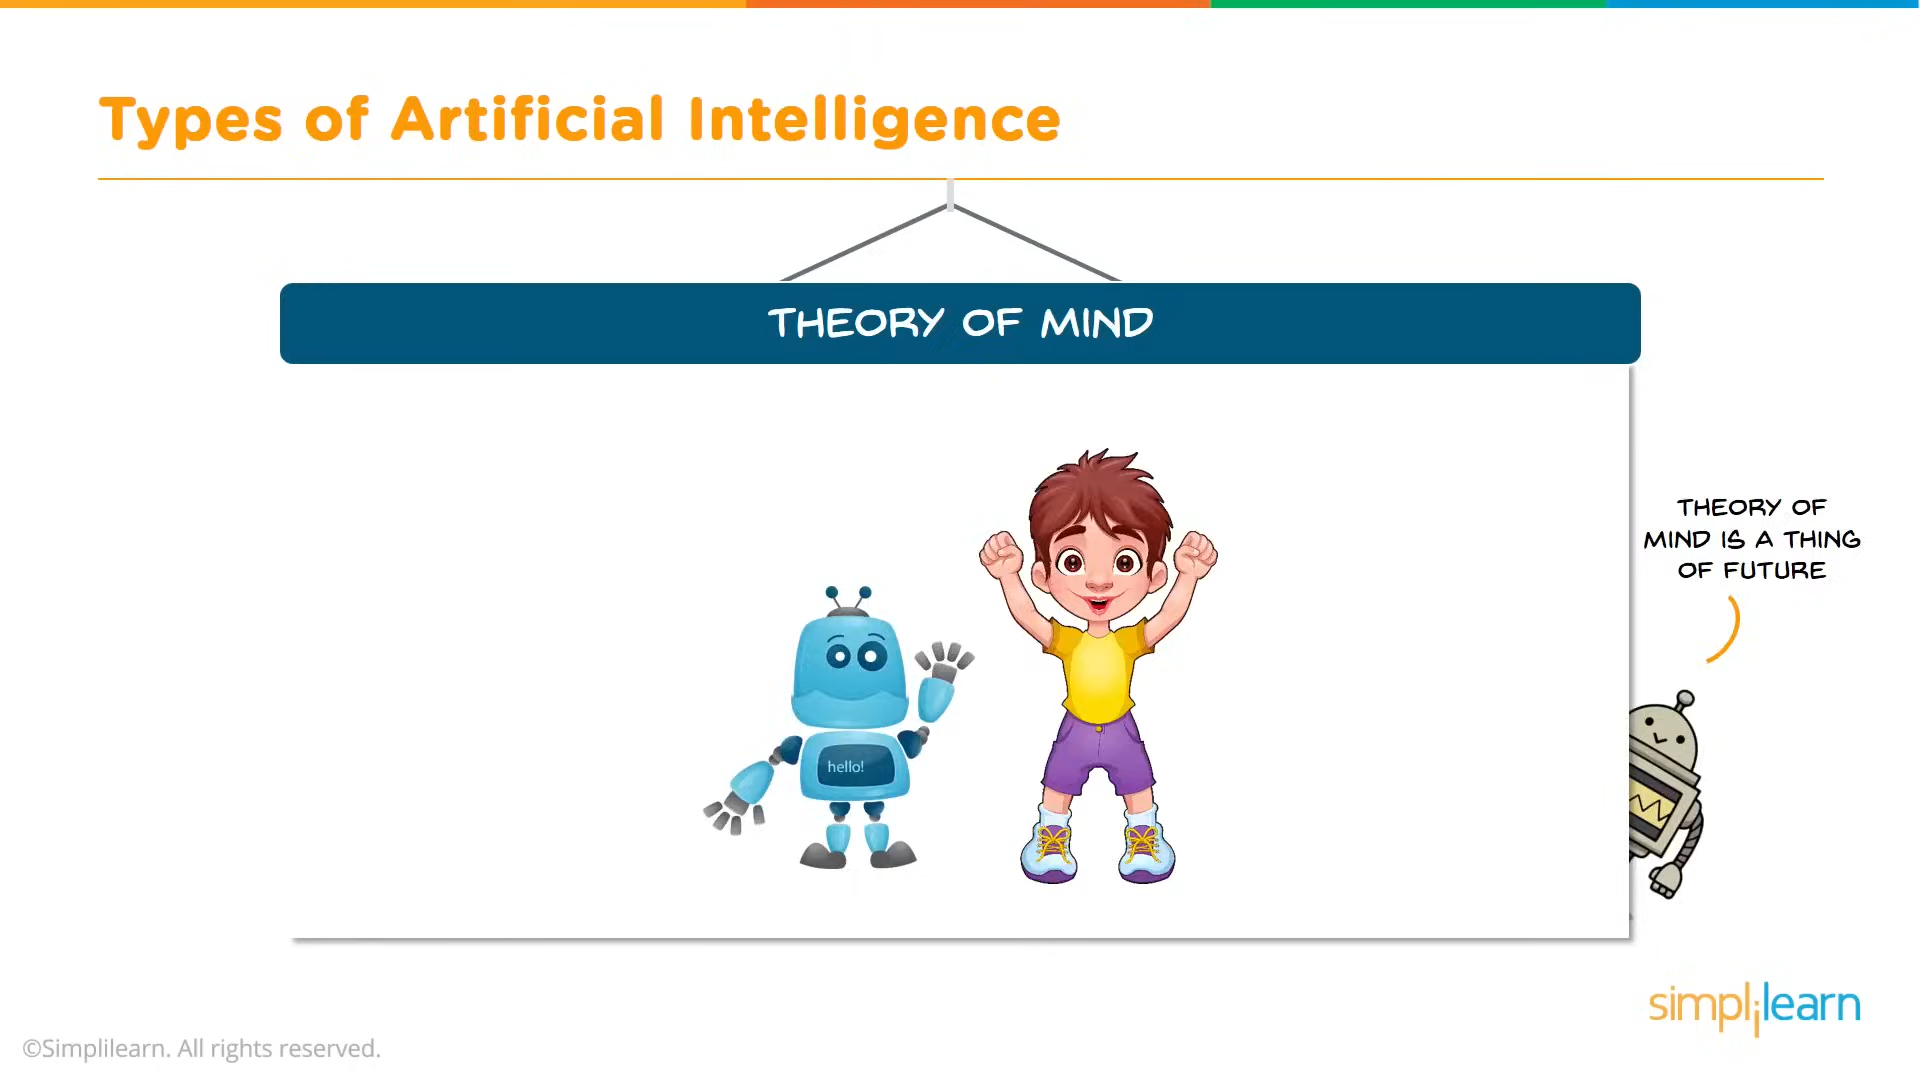 Types of Artificial Intelligence
THEORY OF MIND
THEORY OF
MIND IS A THING
OF FUTURE
hello!
simplilearn
©Simplilearn. All rights reserved.